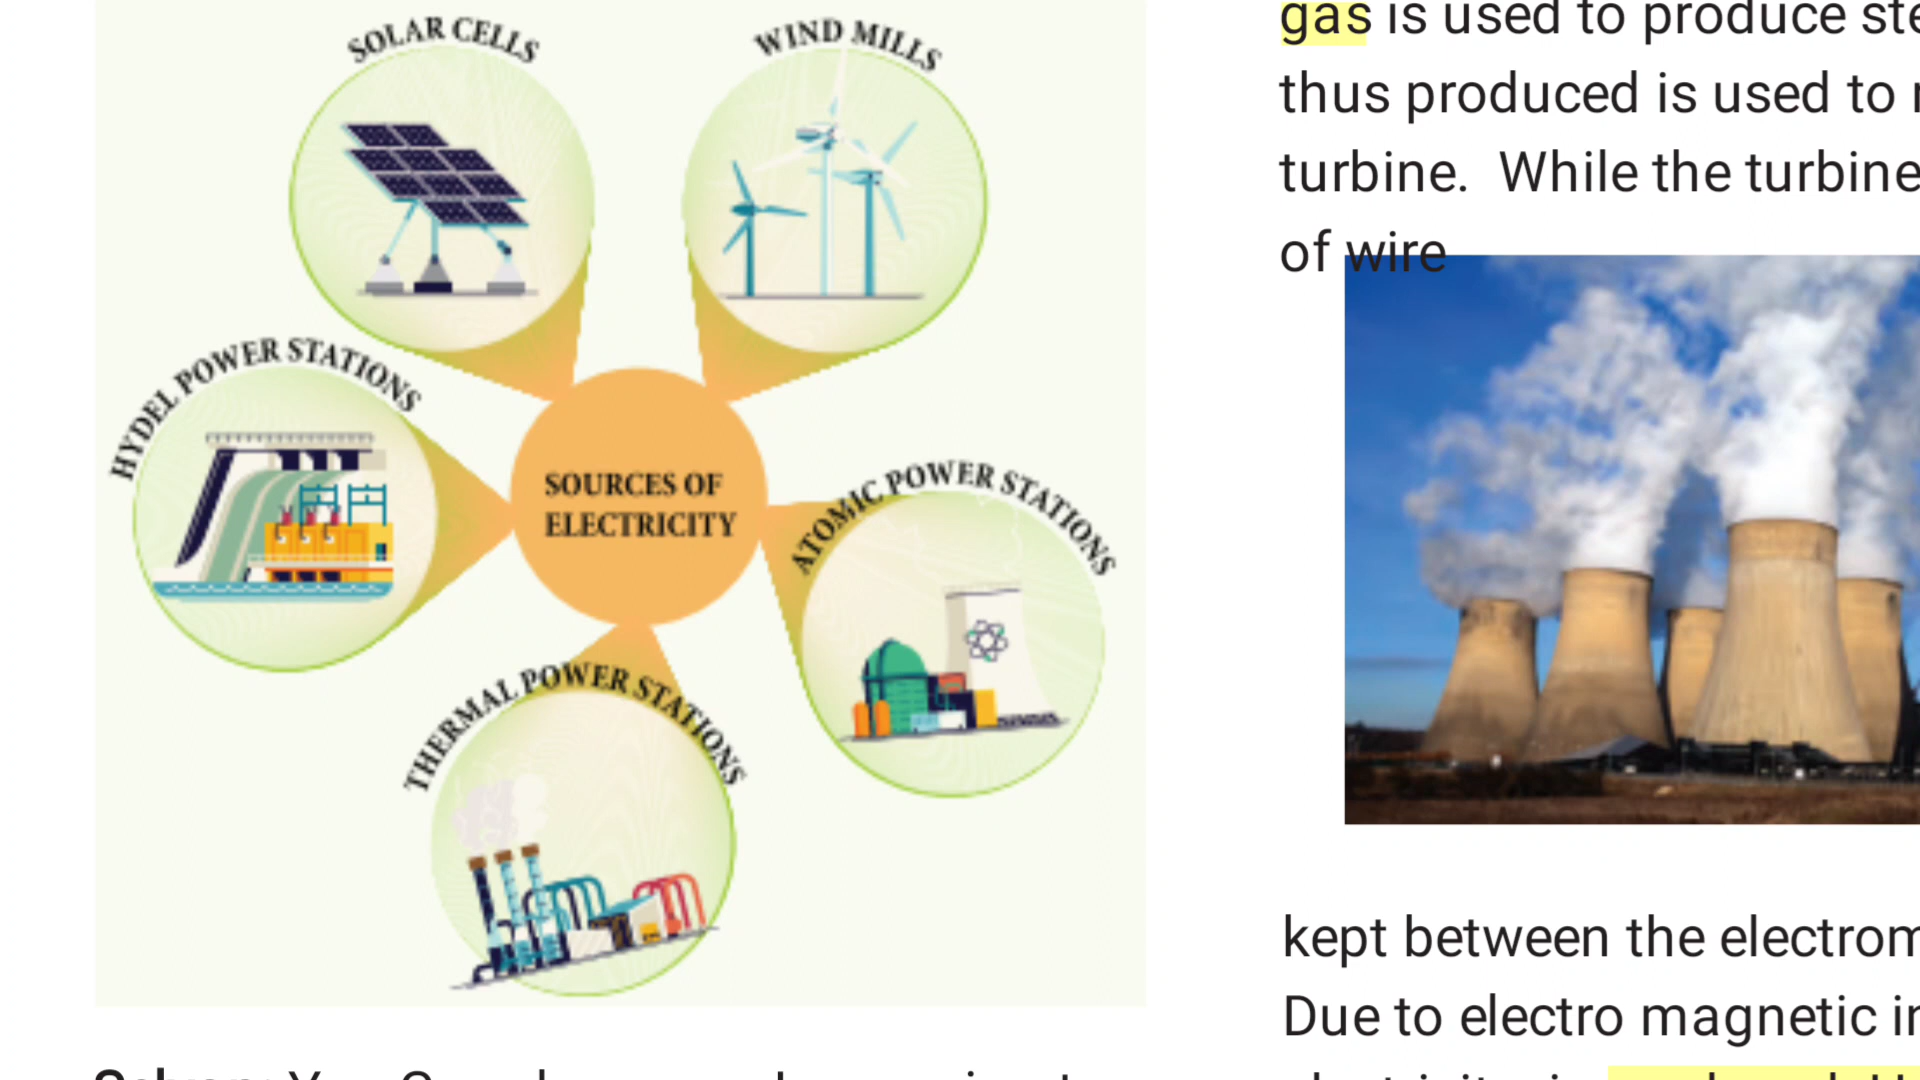 SOLAR CELLS
WIND MILLS
HYDEL POWER STATIONS
SOURCES OF
ELECTRICITY
ATOMIC POWER STATIONS
THERMAL POWER STATIONS
gas is used to produce
thus produced is used to
turbine. While the turbine
of wire
kept between the
Due to electro magnetic